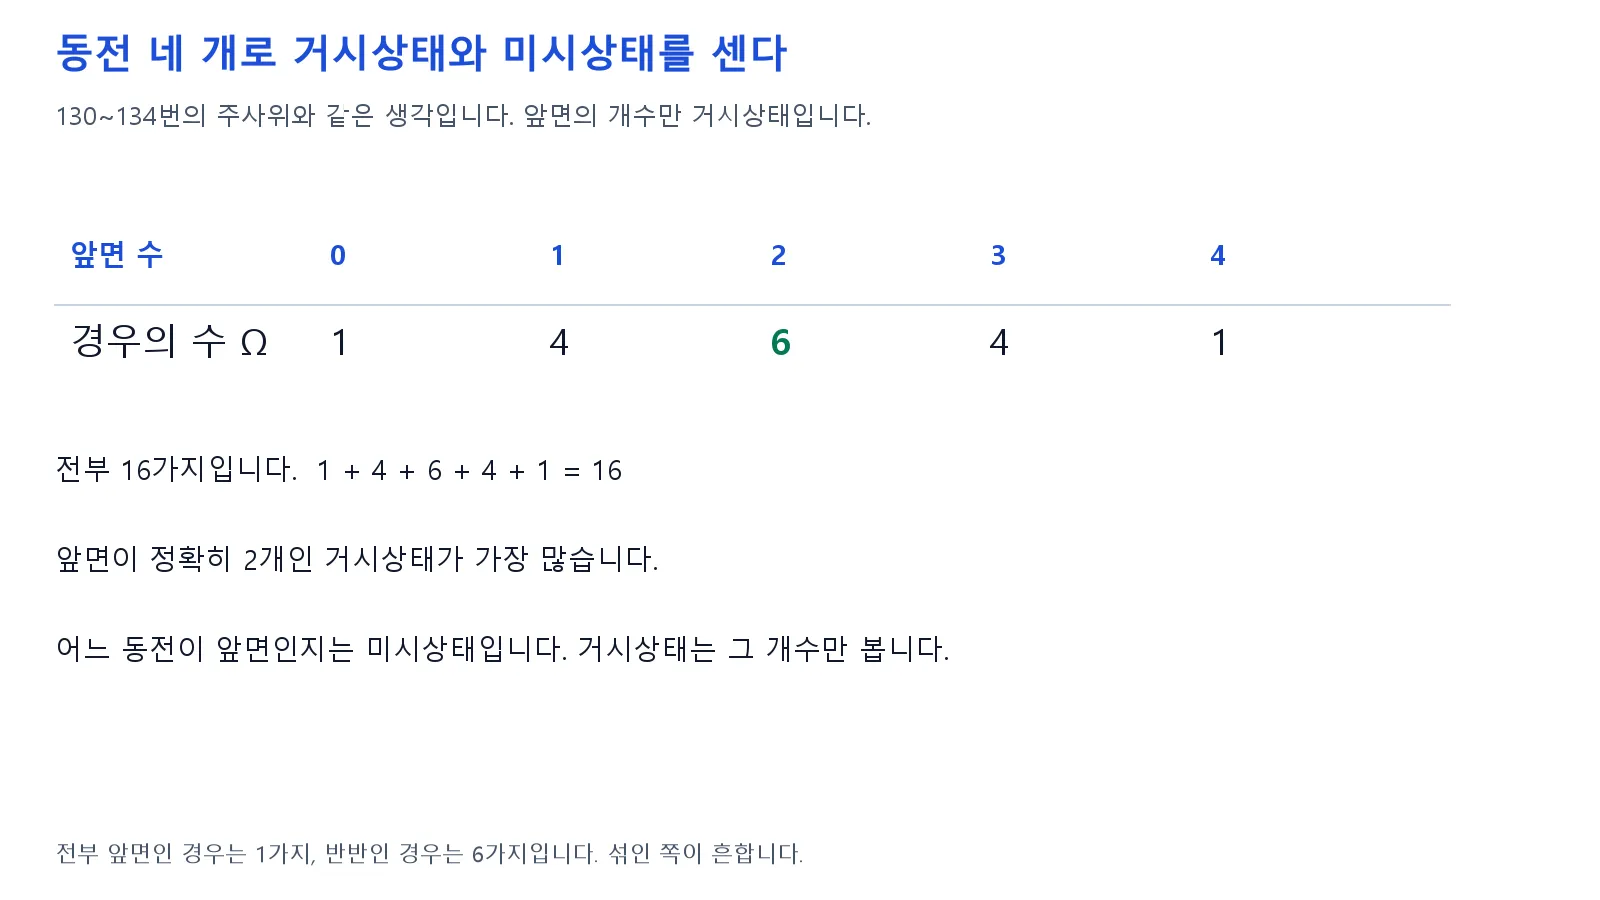 동전 네 개로 거시상태와 미시상태를 센다
130~134번의 주사위와 같은 생각입니다. 앞면의 개수만 거시상태입니다.
앞면 수 0 1 2 3 4
경우의 수 Ω 1 4 6 4 1
전부 16가지입니다. 1 + 4 + 6 + 4 + 1 = 16
앞면이 정확히 2개인 거시상태가 가장 많습니다.
어느 동전이 앞면인지는 미시상태입니다. 거시상태는 그 개수만 봅니다.
전부 앞면인 경우는 1가지, 반반인 경우는 6가지입니다. 섞인 쪽이 흔합니다.